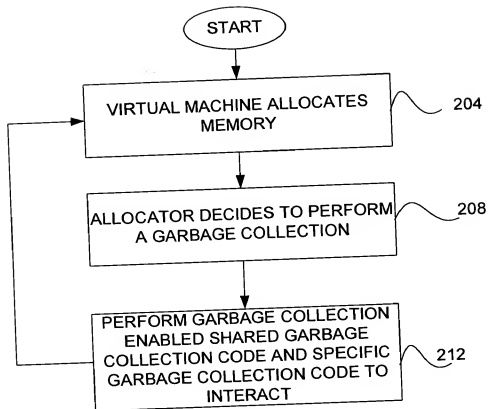 START
VIRTUAL MACHINE ALLOCATES
MEMORY
204
ALLOCATOR DECIDES TO PERFORM
A GARBAGE COLLECTION
208
PERFORM GARBAGE COLLECTION
ENABLED SHARED GARBAGE
COLLECTION CODE AND SPECIFIC
GARBAGE COLLECTION CODE TO
INTERACT
212